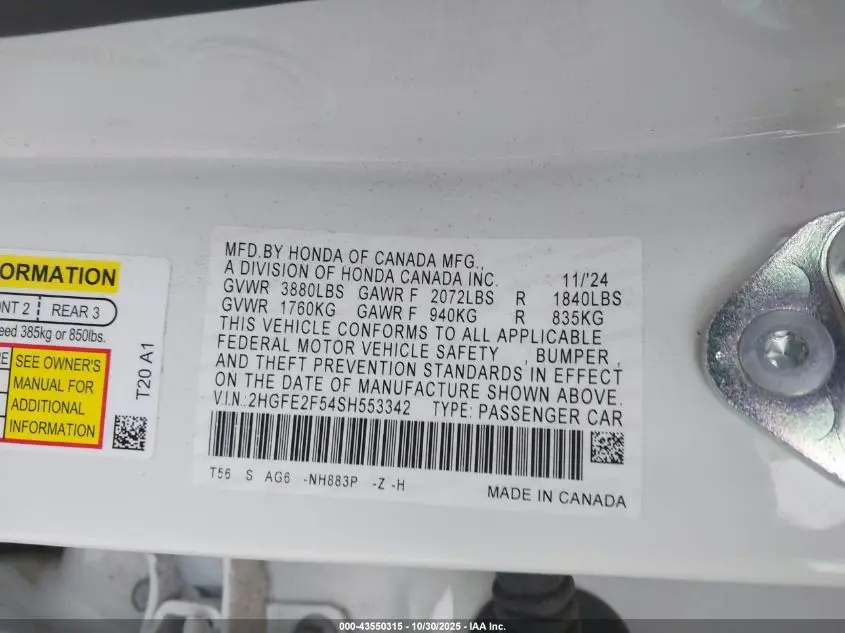 ORMATION
NT 2 REAR 3
eed 385kg or 850lbs.
RE
SEE OWNER'S
MANUAL FOR
ADDITIONAL
INFORMATION
T20 A1
MFD.BY HONDA OF CANADA MFG.,
A DIVISION OF HONDA CANADA INC. 11/'24
GVWR 3880LBS GAWR F 2072LBS R 1840LBS
GVWR 1760KG GAWR F 940KG R 835KG
THIS VEHICLE CONFORMS TO ALL APPLICABLE
FEDERAL MOTOR VEHICLE SAFETY , BUMPER ,
AND THEFT PREVENTION STANDARDS IN EFFECT
ON THE DATE OF MANUFACTURE SHOWN ABOVE.
V.I.N.:2HGFE2F54SH553342 TYPE: PASSENGER CAR
T56 S AG6 -NH883P -Z -H
MADE IN CANADA
000-43550315 - 10/30/2025 - IAA Inc.